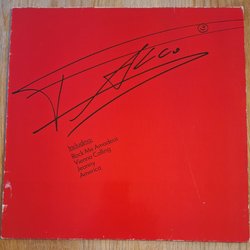 Falco
3
Includes:
Rock Me Amadeus
Vienna Calling
Jeanny
America